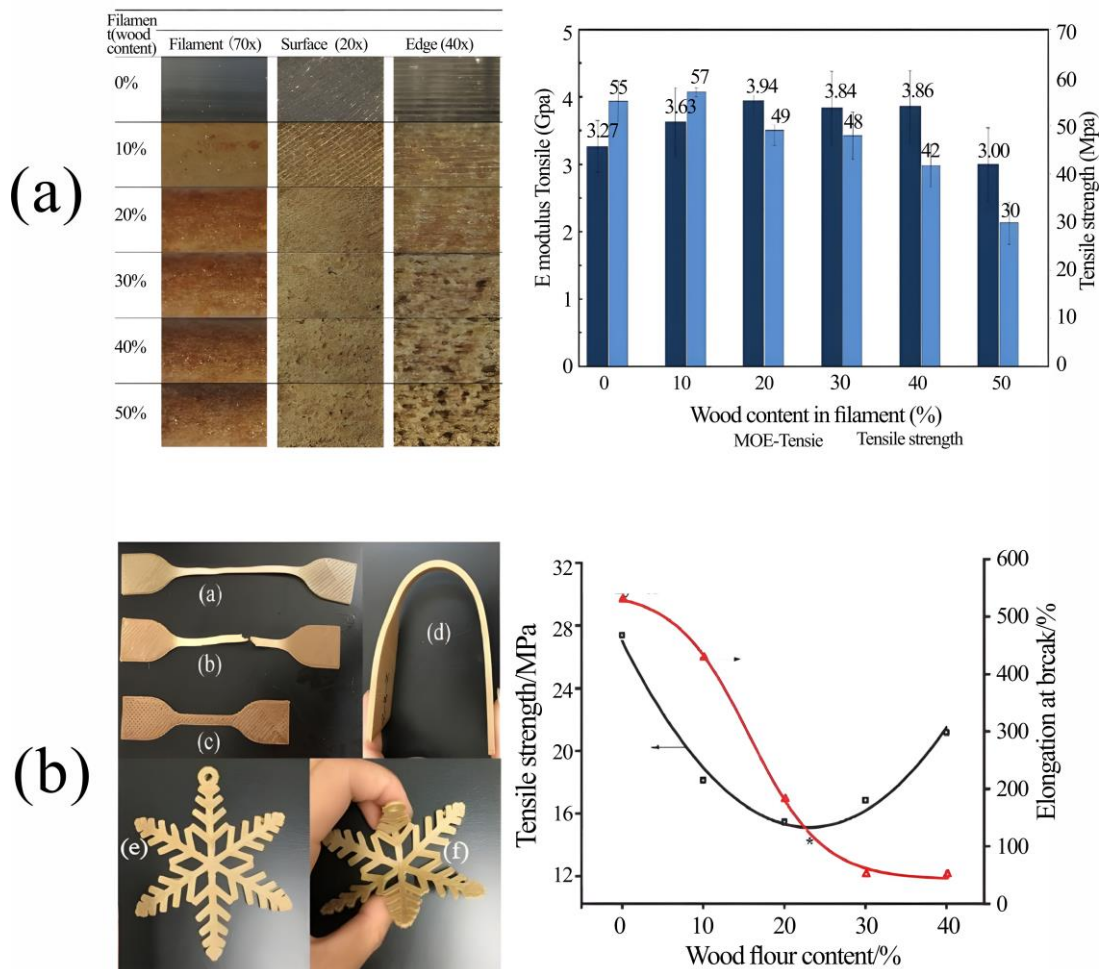 (a)
Filamen
t(wood
content)
Filament (70x) Surface (20x) Edge (40x)
0%
10%
20%
30%
40%
50%
E modulus Tonsile (Gpa)
5
4
3
2
1
0
3.27 55
3.63 57
3.94 49
3.84 48
3.86 42
3.00 30
70
60
50
40
30
20
10
0
Tensile strength (Mpa)
0 10 20 30 40 50
Wood content in filament (%)
MOE-Tensie Tensile strength
(b)
(a)
(b)
(c)
(d)
(e)
(f)
Tensile strength/MPa
32
28
24
20
16
12
*
600
500
400
300
200
100
0
Elongation at break/%
0 10 20 30 40
Wood flour content/%